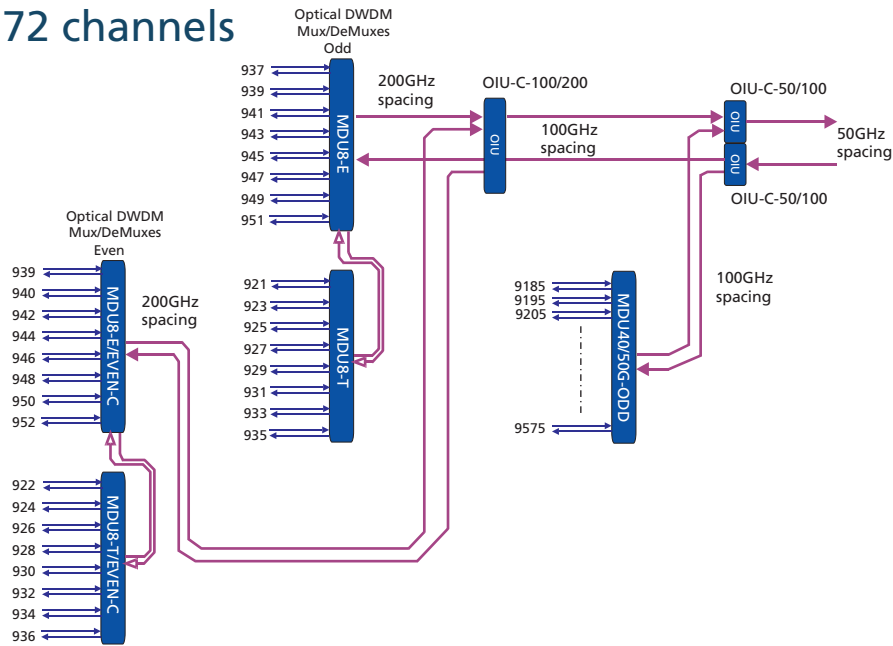 72 channels
Optical DWDM
Mux/DeMuxes
Odd
937
939
941
943
945
947
949
951
MDU8-E
200GHz
spacing
OIU-C-100/200
OIU
100GHz
spacing
OIU-C-50/100
OIU
OIU
50GHz
spacing
OIU-C-50/100
Optical DWDM
Mux/DeMuxes
Even
939
940
942
944
946
948
950
952
MDU8-E/EVEN-C
200GHz
spacing
921
923
925
927
929
931
933
935
MDU8-T
9185
9195
9205
9575
MDU40/50G-ODD
100GHz
spacing
922
924
926
928
930
932
934
936
MDU8-T/EVEN-C